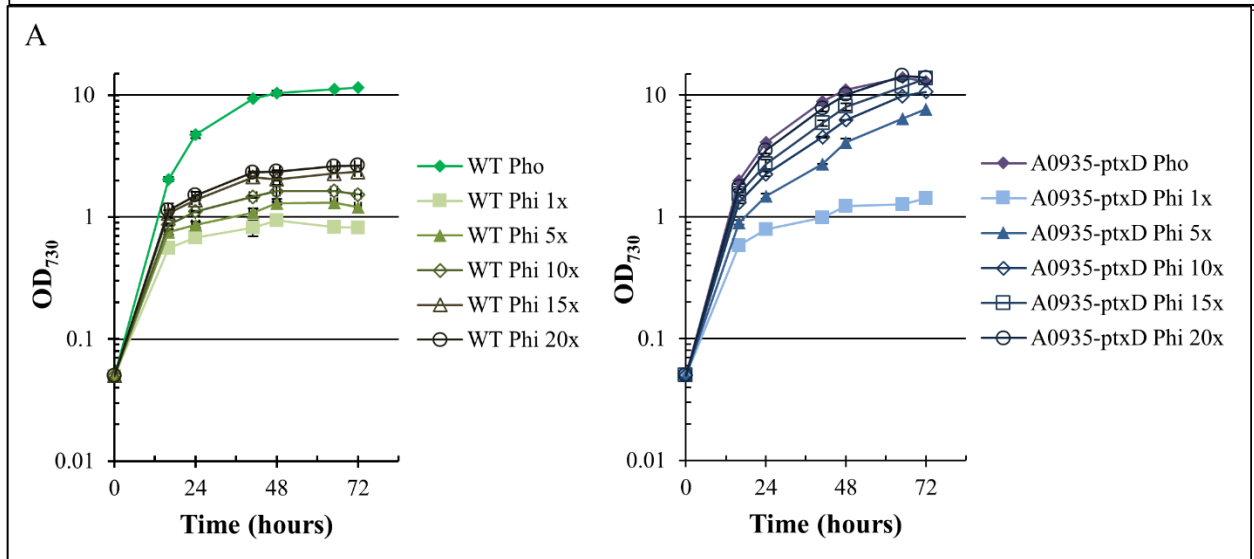 A
10
1
0.1
0.01
OD730
0
24
48
72
Time (hours)
WT Pho
WT Phi 1x
WT Phi 5x
WT Phi 10x
WT Phi 15x
WT Phi 20x
10
1
0.1
0.01
OD730
0
24
48
72
Time (hours)
A0935-ptxD Pho
A0935-ptxD Phi 1x
A0935-ptxD Phi 5x
A0935-ptxD Phi 10x
A0935-ptxD Phi 15x
A0935-ptxD Phi 20x